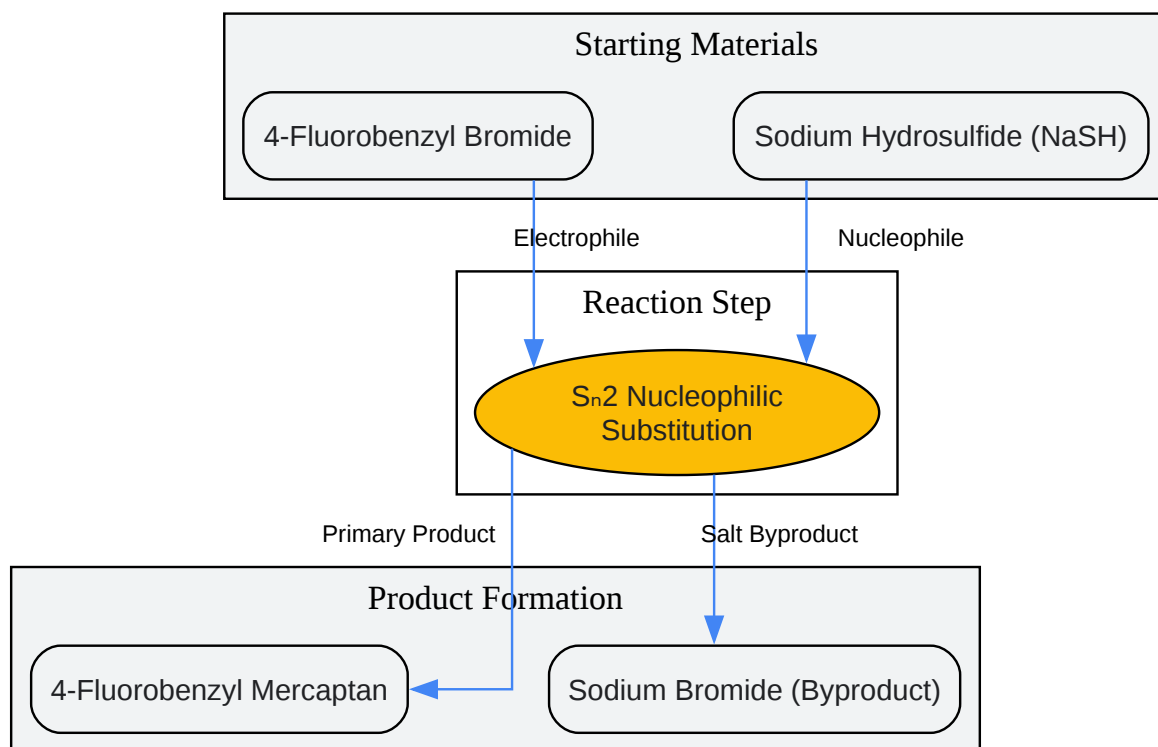 Starting Materials
4-Fluorobenzyl Bromide
Sodium Hydrosulfide (NaSH)
Electrophile
Nucleophile
Reaction Step
Sₙ2 Nucleophilic
Substitution
Primary Product
Salt Byproduct
Product Formation
4-Fluorobenzyl Mercaptan
Sodium Bromide (Byproduct)